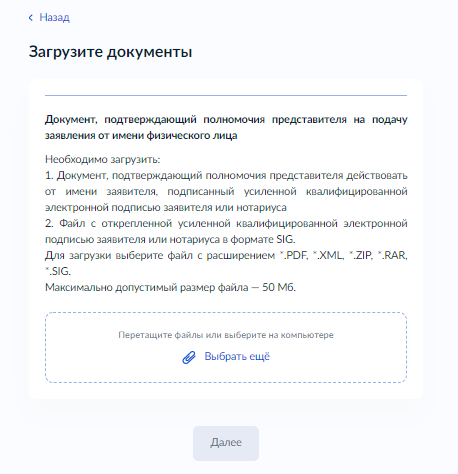 Назад
Загрузите документы
Документ, подтверждающий полномочия представителя на подачу
заявления от имени физического лица
Необходимо загрузить:
1. Документ, подтверждающий полномочия представителя действовать
от имени заявителя, подписанный усиленной квалифицированной
электронной подписью заявителя или нотариуса
2. Файл с открепленной усиленной квалифицированной электронной
подписью заявителя или нотариуса в формате SIG.
Для загрузки выберите файл с расширением *.PDF, *.XML, *.ZIP, *.RAR,
*.SIG.
Максимально допустимый размер файла — 50 Мб.
Перетащите файлы или выберите на компьютере
Выбрать ещё
Далее